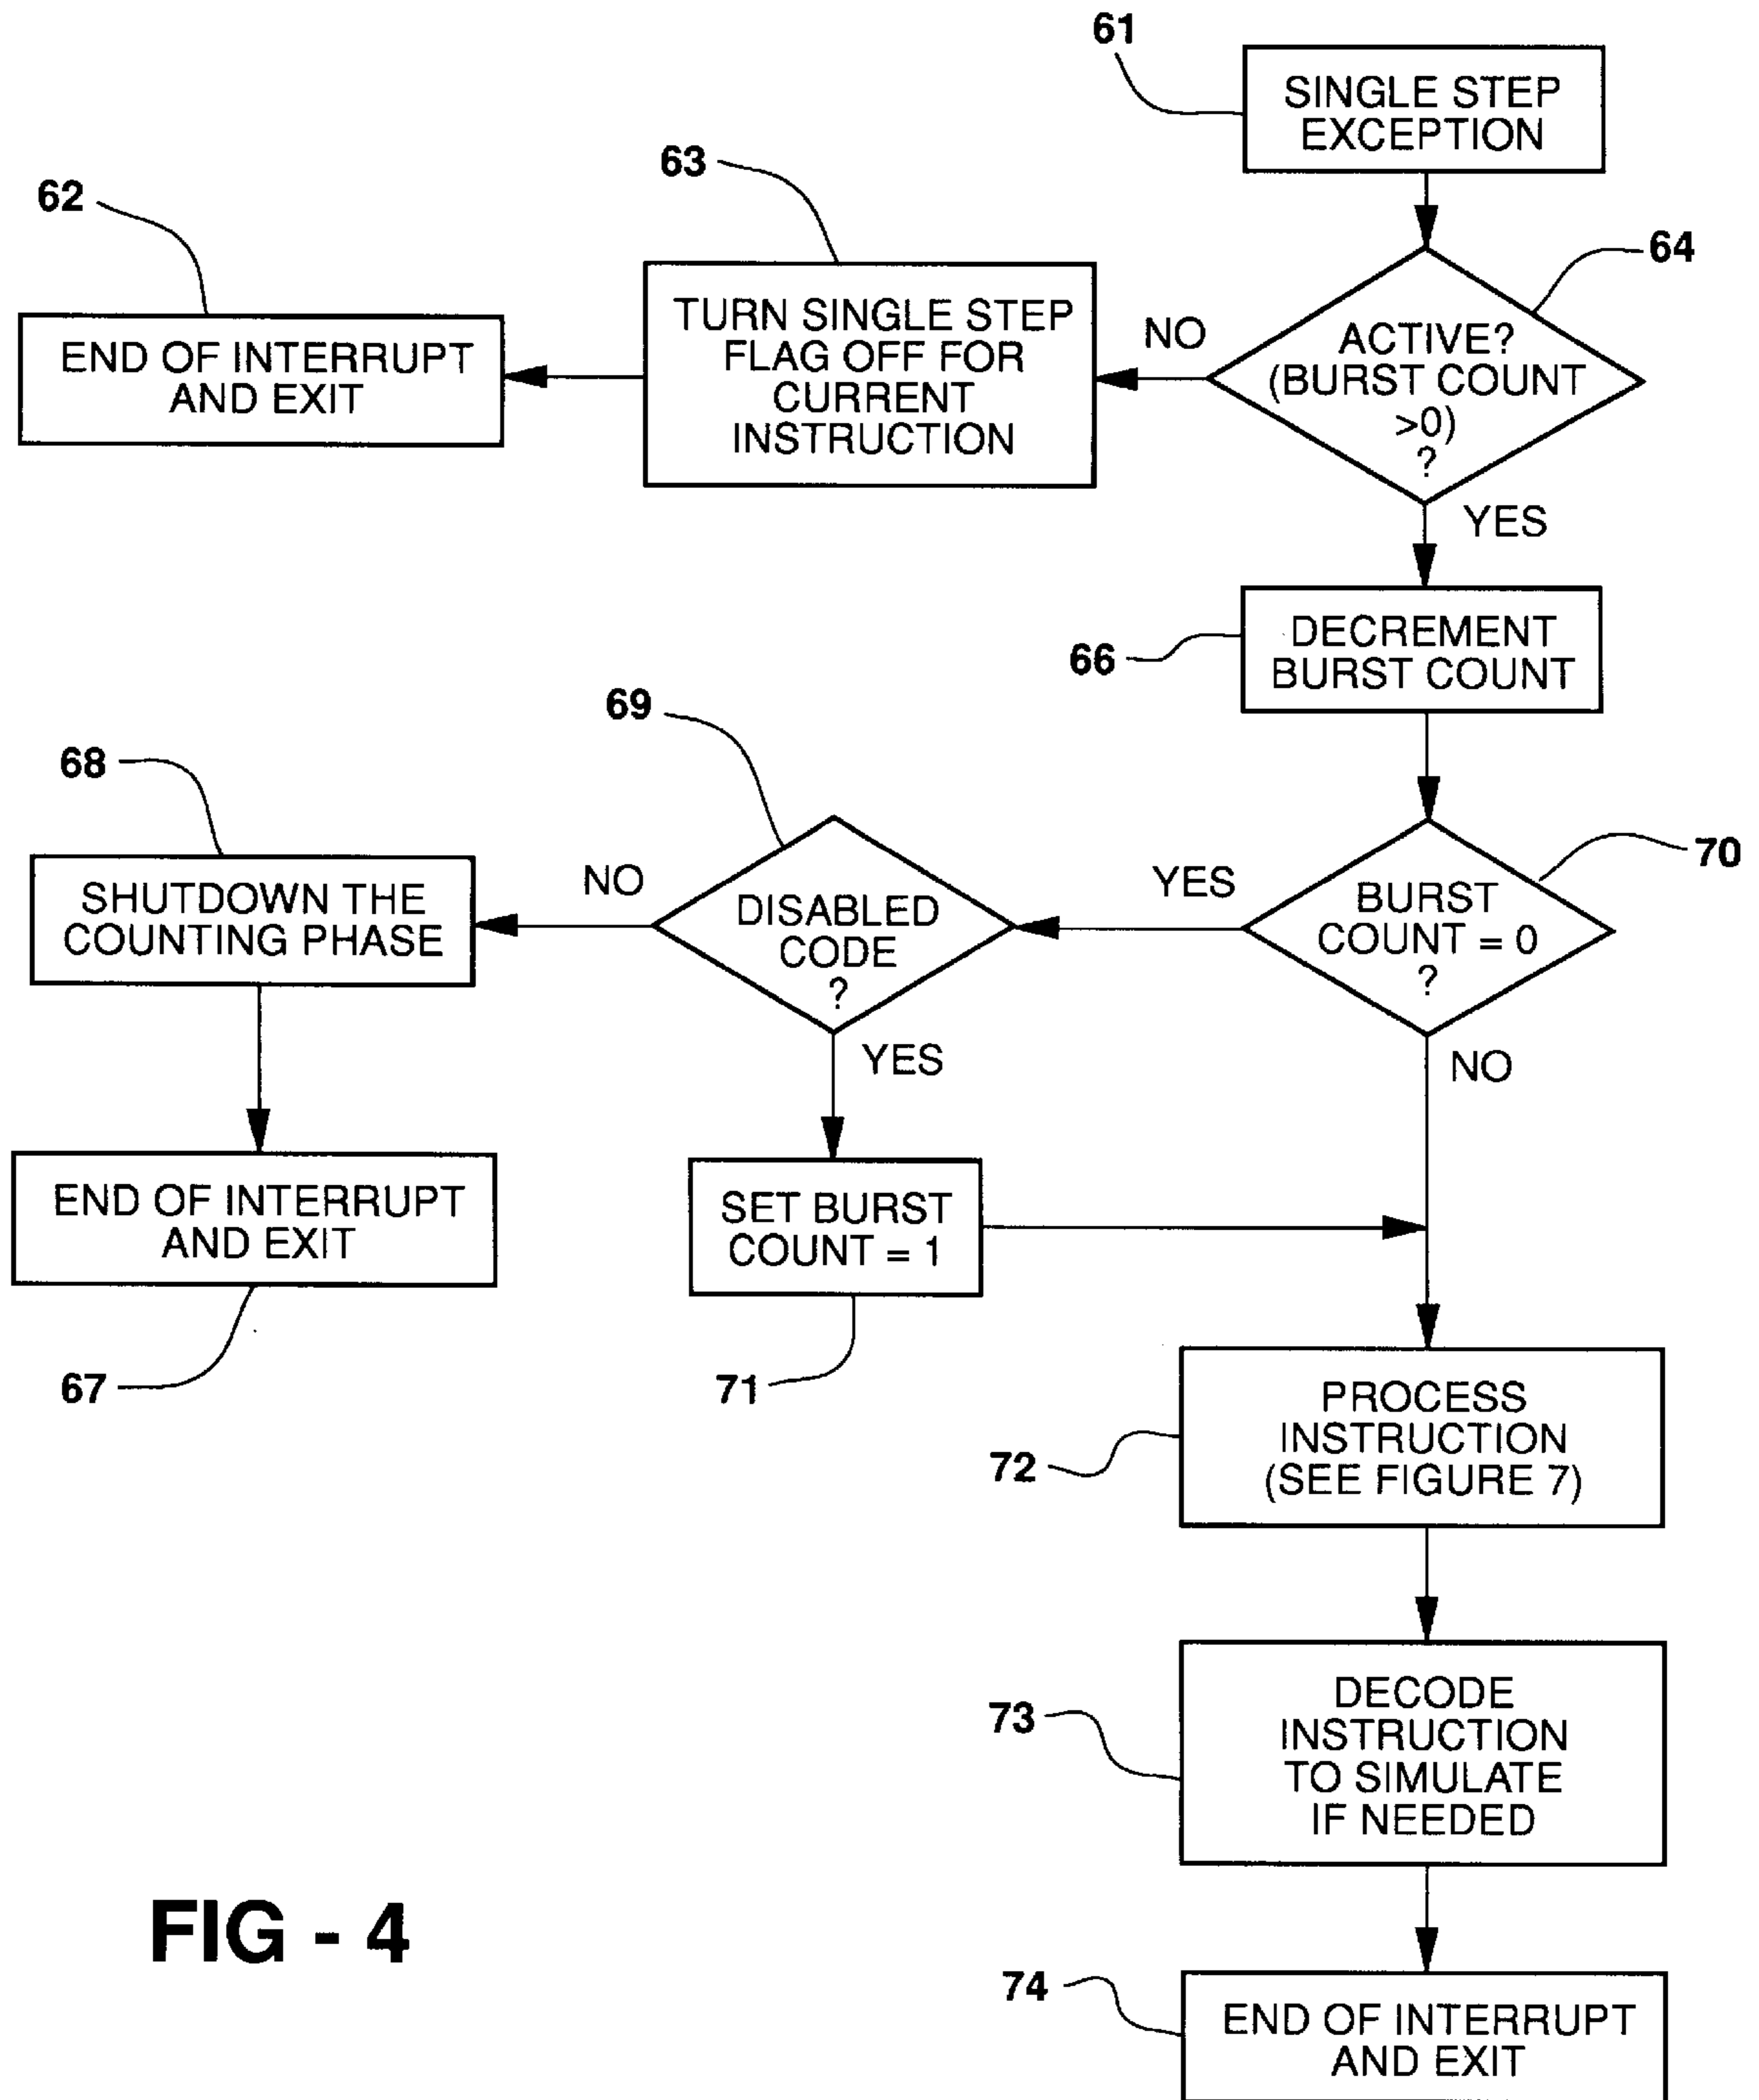 61
SINGLE STEP
EXCEPTION
63
62
64
TURN SINGLE STEP
FLAG OFF FOR
CURRENT
INSTRUCTION
END OF INTERRUPT
AND EXIT
NO
ACTIVE?
(BURST COUNT
>0)
?
YES
66
DECREMENT
BURST COUNT
69
68
70
SHUTDOWN THE
COUNTING PHASE
NO
DISABLED
CODE
?
YES
BURST
COUNT = 0
?
YES
NO
END OF INTERRUPT
AND EXIT
SET BURST
COUNT = 1
67
71
72
PROCESS
INSTRUCTION
(SEE FIGURE 7)
73
DECODE
INSTRUCTION
TO SIMULATE
IF NEEDED
FIG - 4
74
END OF INTERRUPT
AND EXIT